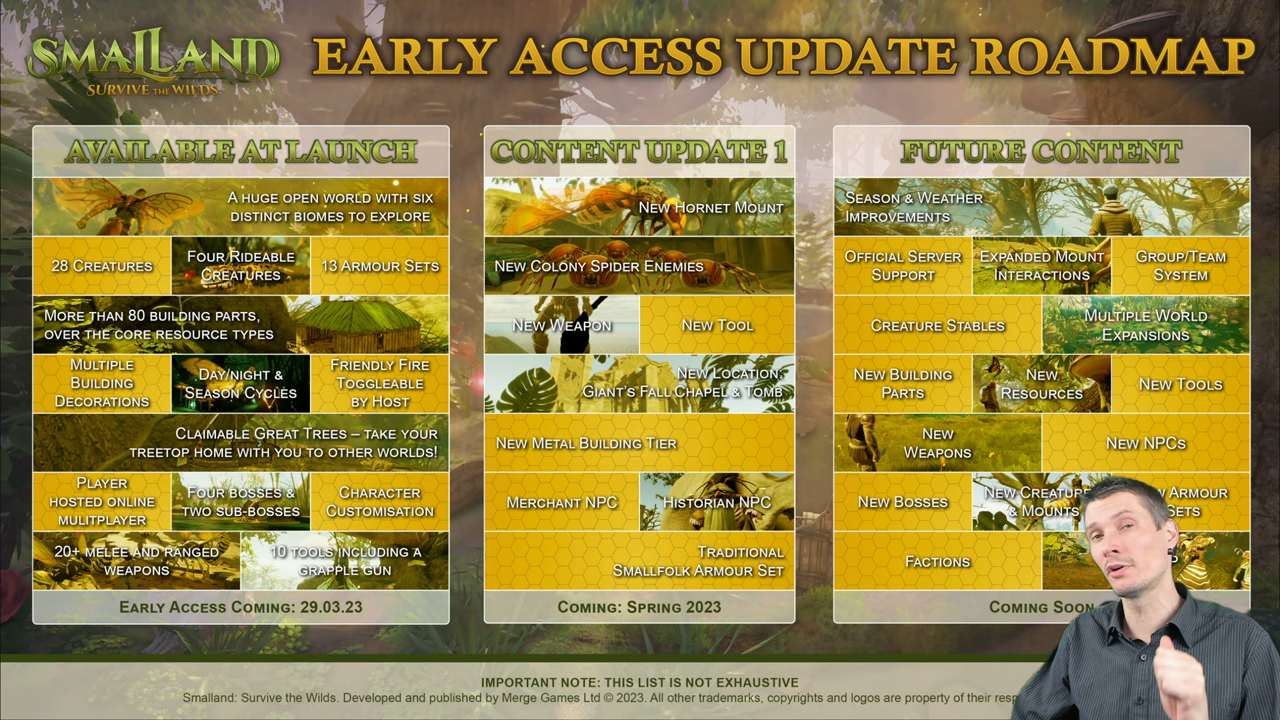 SMALLAND
SURVIVE THE WILDS
EARLY ACCESS UPDATE ROADMAP
AVAILABLE AT LAUNCH
A HUGE OPEN WORLD WITH SIX
DISTINCT BIOMES TO EXPLORE
28 CREATURES
FOUR RIDEABLE
CREATURES
13 ARMOUR SETS
MORE THAN 80 BUILDING PARTS,
OVER THE CORE RESOURCE TYPES
MULTIPLE
BUILDING
DECORATIONS
DAY/NIGHT &
SEASON CYCLES
FRIENDLY FIRE
TOGGLEABLE
BY HOST
CLAIMABLE GREAT TREES – TAKE YOUR
TREETOP HOME WITH YOU TO OTHER WORLDS!
PLAYER
HOSTED ONLINE
MULITPLAYER
FOUR BOSSES &
TWO SUB-BOSSES
CHARACTER
CUSTOMISATION
20+ MELEE AND RANGED
WEAPONS
10 TOOLS INCLUDING A
GRAPPLE GUN
EARLY ACCESS COMING: 29.03.23
CONTENT UPDATE 1
NEW HORNET MOUNT
NEW COLONY SPIDER ENEMIES
NEW WEAPON
NEW TOOL
NEW LOCATION:
GIANT'S FALL CHAPEL & TOMB
NEW METAL BUILDING TIER
MERCHANT NPC
HISTORIAN NPC
TRADITIONAL
SMALLFOLK ARMOUR SET
COMING: SPRING 2023
FUTURE CONTENT
SEASON & WEATHER
IMPROVEMENTS
OFFICIAL SERVER
SUPPORT
EXPANDED MOUNT
INTERACTIONS
GROUP/TEAM
SYSTEM
CREATURE STABLES
MULTIPLE WORLD
EXPANSIONS
NEW BUILDING
PARTS
NEW
RESOURCES
NEW TOOLS
NEW
WEAPONS
NEW NPCS
NEW BOSSES
NEW
& MOUNTS
ARMOUR
FACTIONS
COMING SOON
IMPORTANT NOTE: THIS LIST IS NOT EXHAUSTIVE
Smalland: Survive the Wilds. Developed and published by Merge Games Ltd © 2023. All other trademarks, copyrights and logos are property of their